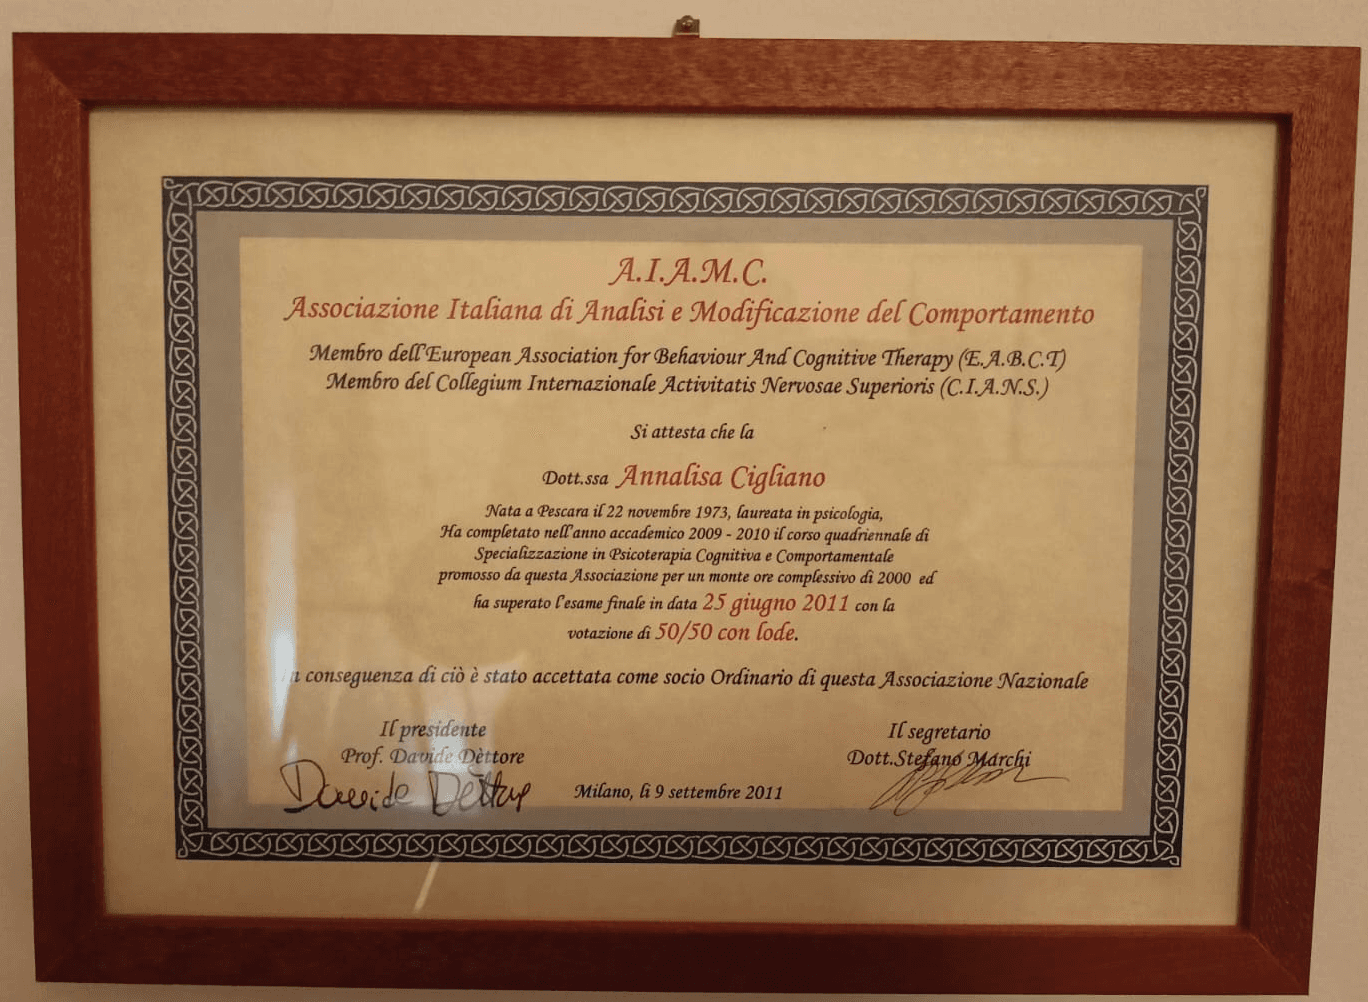 A.I.A.M.C.
Associazione Italiana di Analisi e Modificazione del Comportamento
Membro dell'European Association for Behaviour And Cognitive Therapy (E.A.B.C.T)
Membro del Collegium Internazionale Activitatis Nervosae Superioris (C.I.A.N.S.)
Si attesta che la
Dott.ssa Annalisa Cigliano
Nata a Pescara il 22 novembre 1973, laureata in psicologia,
Ha completato nell'anno accademico 2009 - 2010 il corso quadriennale di
Specializzazione in Psicoterapia Cognitiva e Comportamentale
promosso da questa Associazione per un monte ore complessivo di 2000 ed
ha superato l'esame finale in data 25 giugno 2011 con la
votazione di 50/50 con lode.
In conseguenza di ciò è stato accettata come socio Ordinario di questa Associazione Nazionale
Il presidente
Prof. Davide Dèttore
Davide Dèttore
Milano, lì 9 settembre 2011
Il segretario
Dott.Stefano Marchi